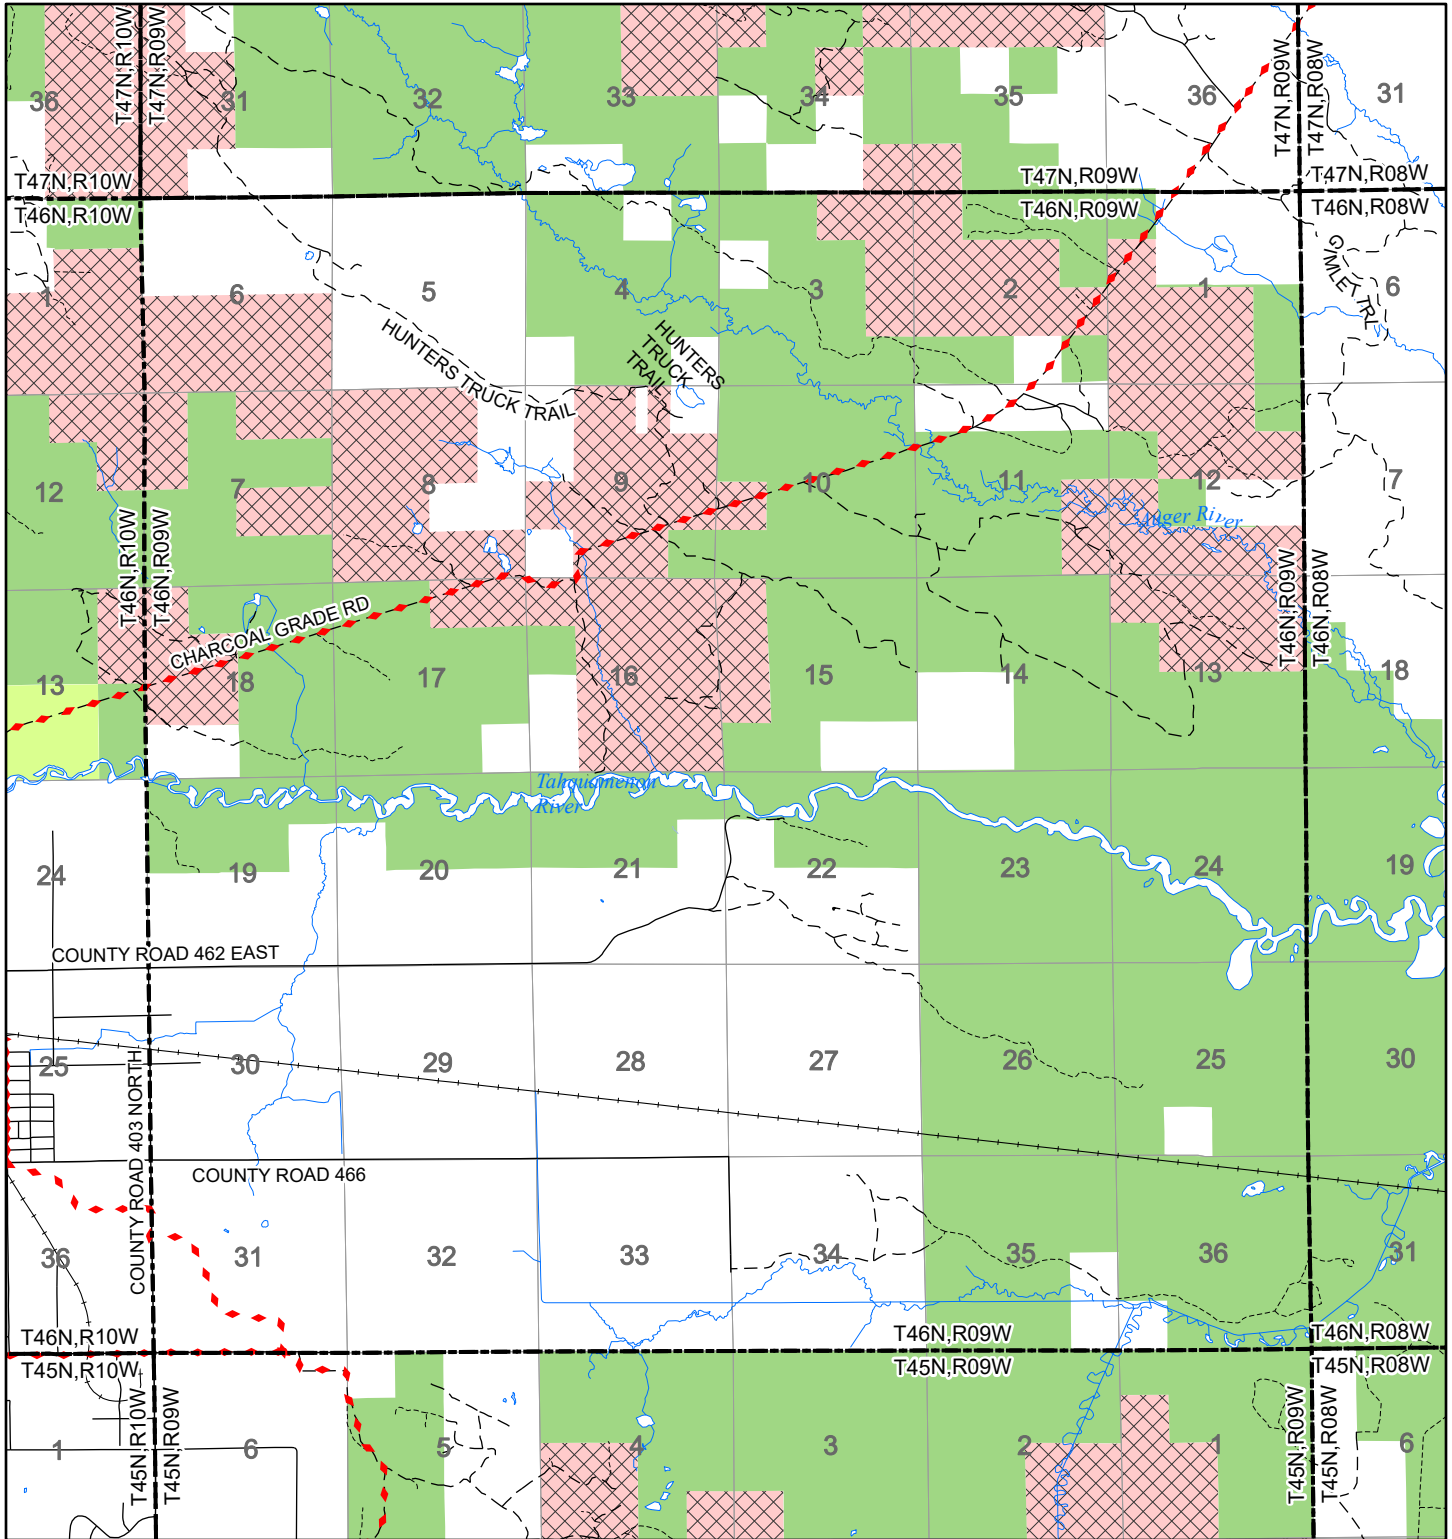 T47N,R10W
T47N,R09W
T47N,R09W
T47N,R08W
36
31
32
33
34
35
36
31
T47N,R10W
T46N,R10W
T47N,R09W
T46N,R09W
T47N,R08W
T46N,R08W
GIMLET TRL
1
6
5
4
3
2
1
6
HUNTERS TRUCK TRAIL
HUNTERS
TRUCK
TRAIL
12
7
8
9
10
11
12
7
Auger River
T46N,R10W
T46N,R09W
T46N,R09W
T46N,R08W
CHARCOAL GRADE RD
13
18
17
16
15
14
13
18
Tahquamenon
River
24
19
20
21
22
23
24
19
COUNTY ROAD 462 EAST
25
30
29
28
27
26
25
30
COUNTY ROAD 403 NORTH
COUNTY ROAD 466
36
31
32
33
34
35
36
31
T46N,R10W
T45N,R10W
T46N,R09W
T45N,R09W
T46N,R08W
T45N,R08W
T45N,R10W
T45N,R09W
T45N,R09W
T45N,R08W
1
6
5
4
3
2
1
6